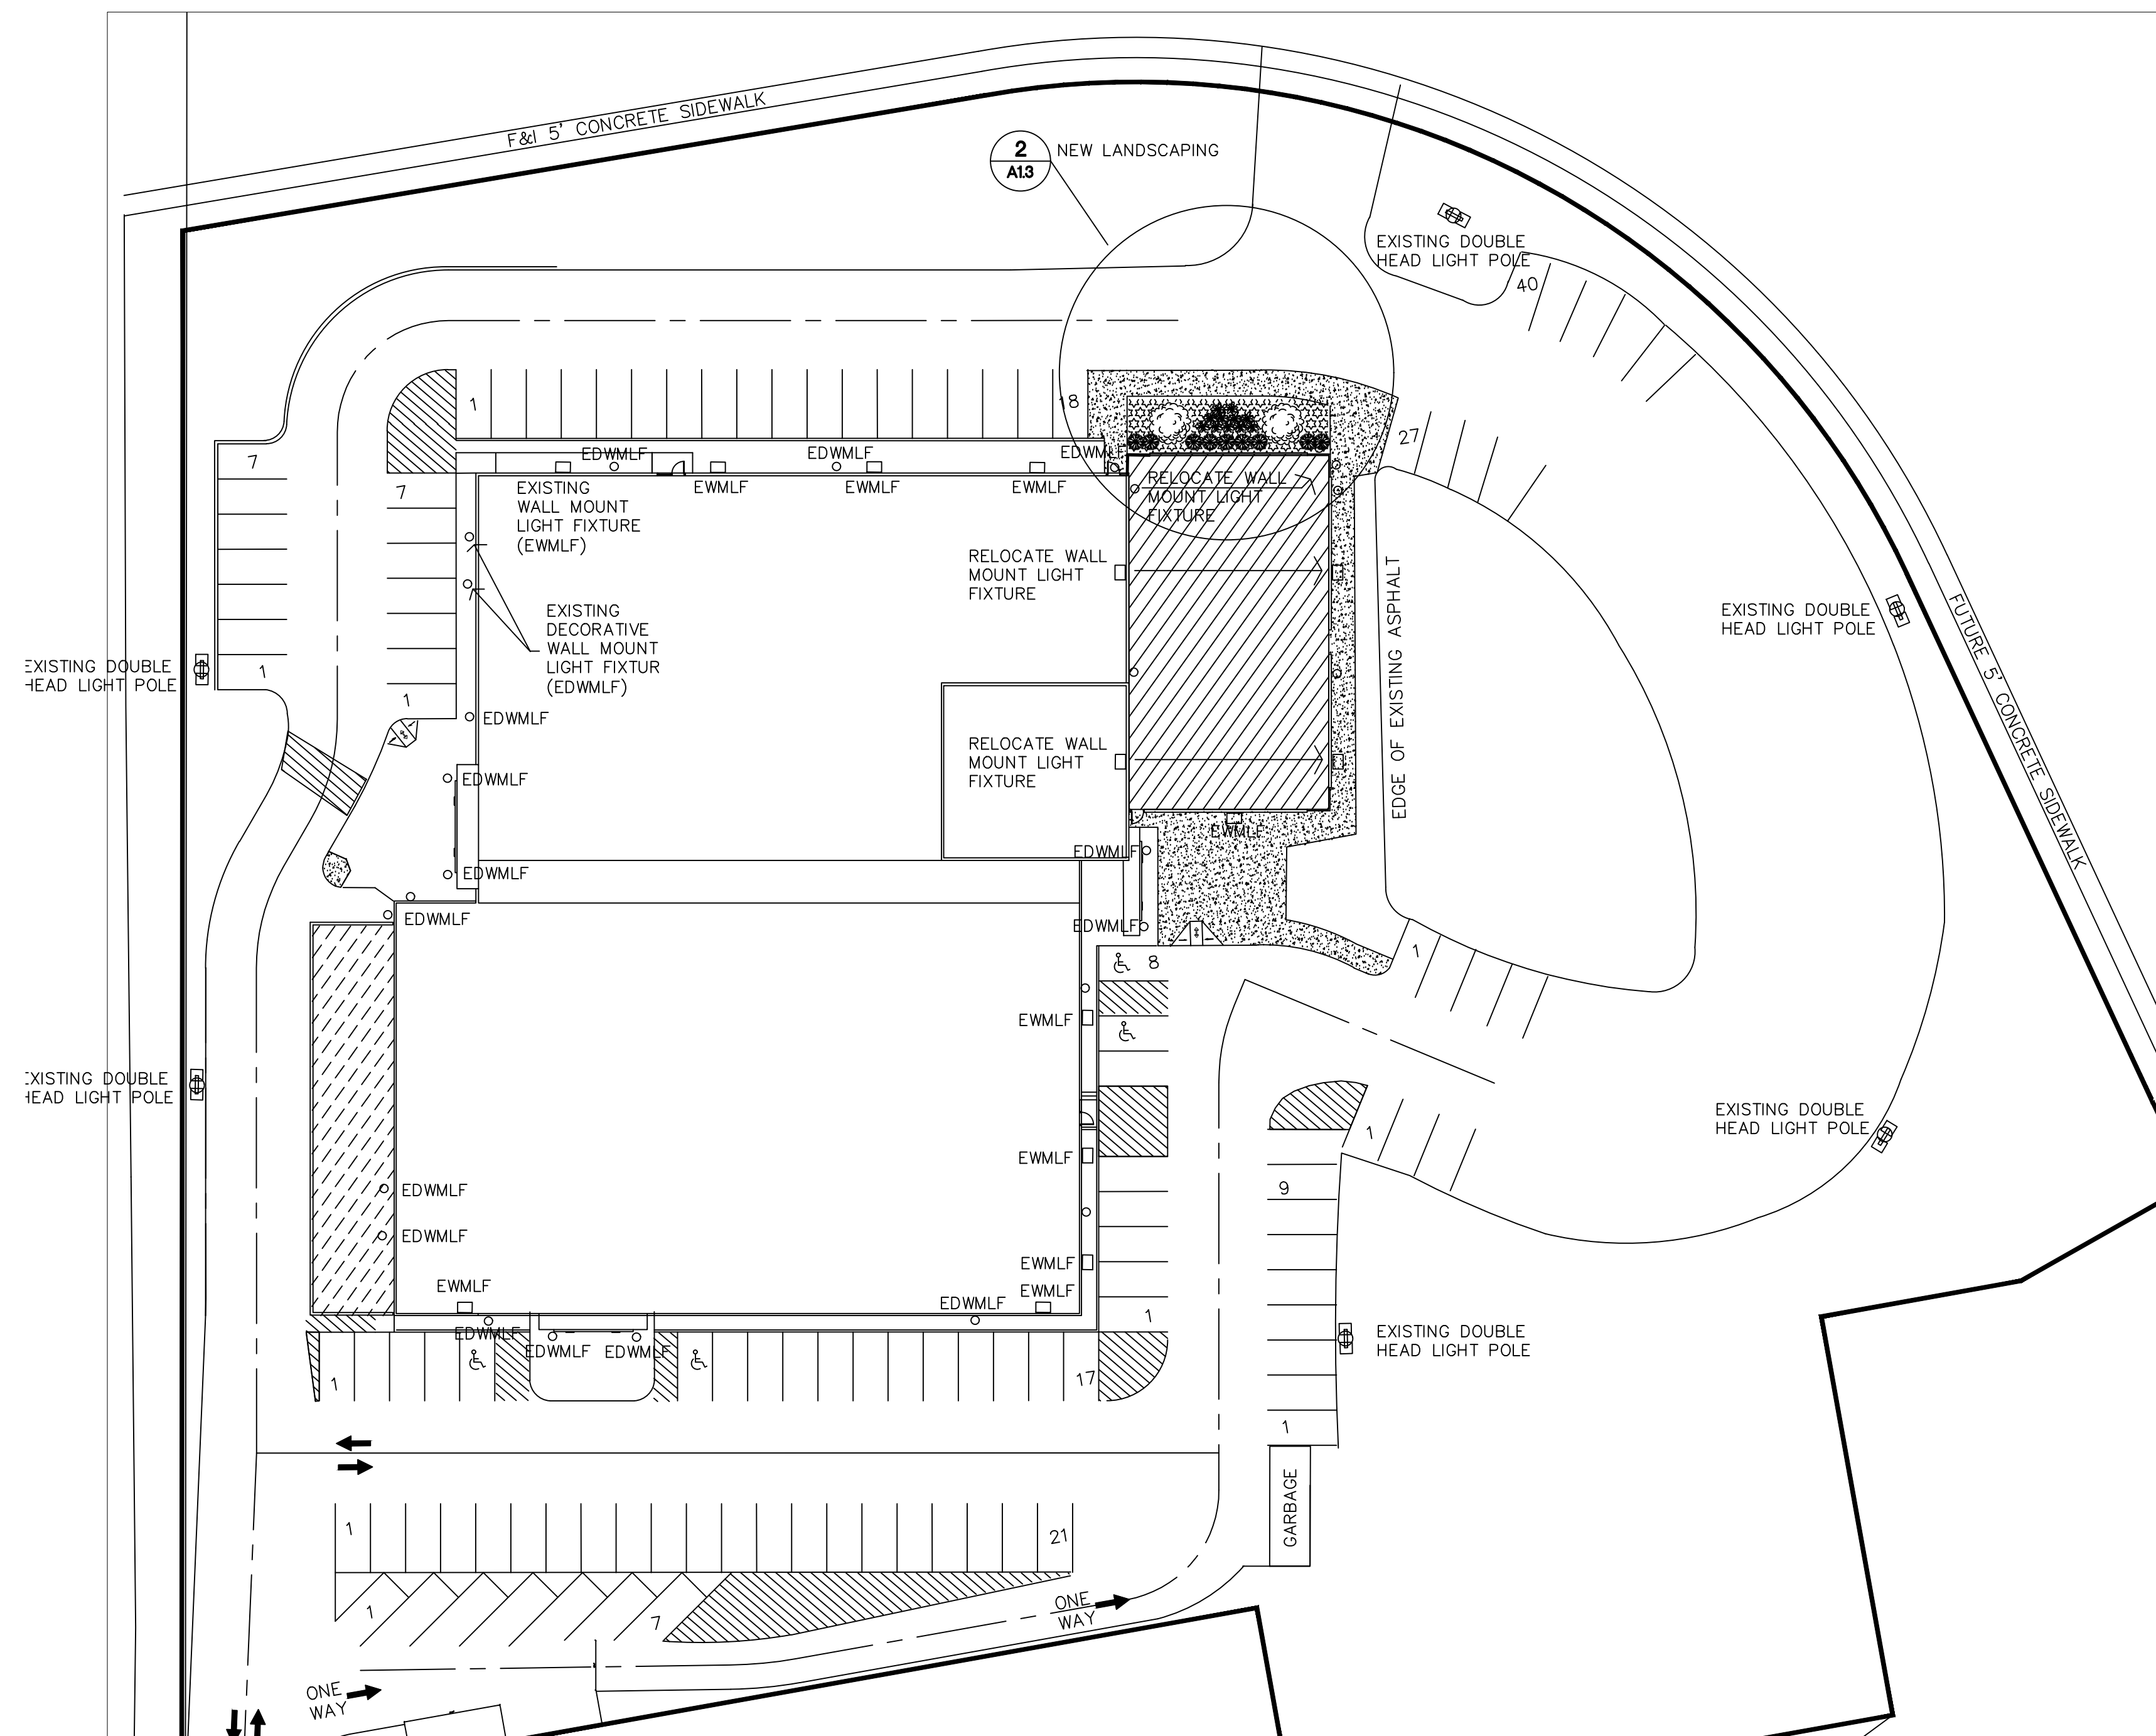 F&I 5' CONCRETE SIDEWALK
2
A1.3
NEW LANDSCAPING
EXISTING DOUBLE
HEAD LIGHT POLE
40
1
18
27
7
7
EDWMLF
EDWMLF
EDWMLF
EWMLF
EWMLF
EWMLF
EXISTING
WALL MOUNT
LIGHT FIXTURE
(EWMLF)
RELOCATE WALL
MOUNT LIGHT
FIXTURE
RELOCATE WALL
MOUNT LIGHT
FIXTURE
EXISTING
DECORATIVE
WALL MOUNT
LIGHT FIXTUR
(EDWMLF)
EDGE OF EXISTING ASPHALT
EXISTING DOUBLE
HEAD LIGHT POLE
FUTURE 5' CONCRETE SIDEWALK
EXISTING DOUBLE
HEAD LIGHT POLE
1
1
EDWMLF
RELOCATE WALL
MOUNT LIGHT
FIXTURE
EDWMLF
EWMLF
EDWMLF
EDWMLF
EDWMLF
EDWMLF
1
8
EWMLF
EXISTING DOUBLE
HEAD LIGHT POLE
EXISTING DOUBLE
HEAD LIGHT POLE
1
EWMLF
9
EDWMLF
EDWMLF
EWMLF
EWMLF
EWMLF
EDWMLF
1
EDWMLF
EDWMLF
EDWMLF
EXISTING DOUBLE
HEAD LIGHT POLE
1
17
1
GARBAGE
1
21
1
7
ONE
WAY
ONE
WAY